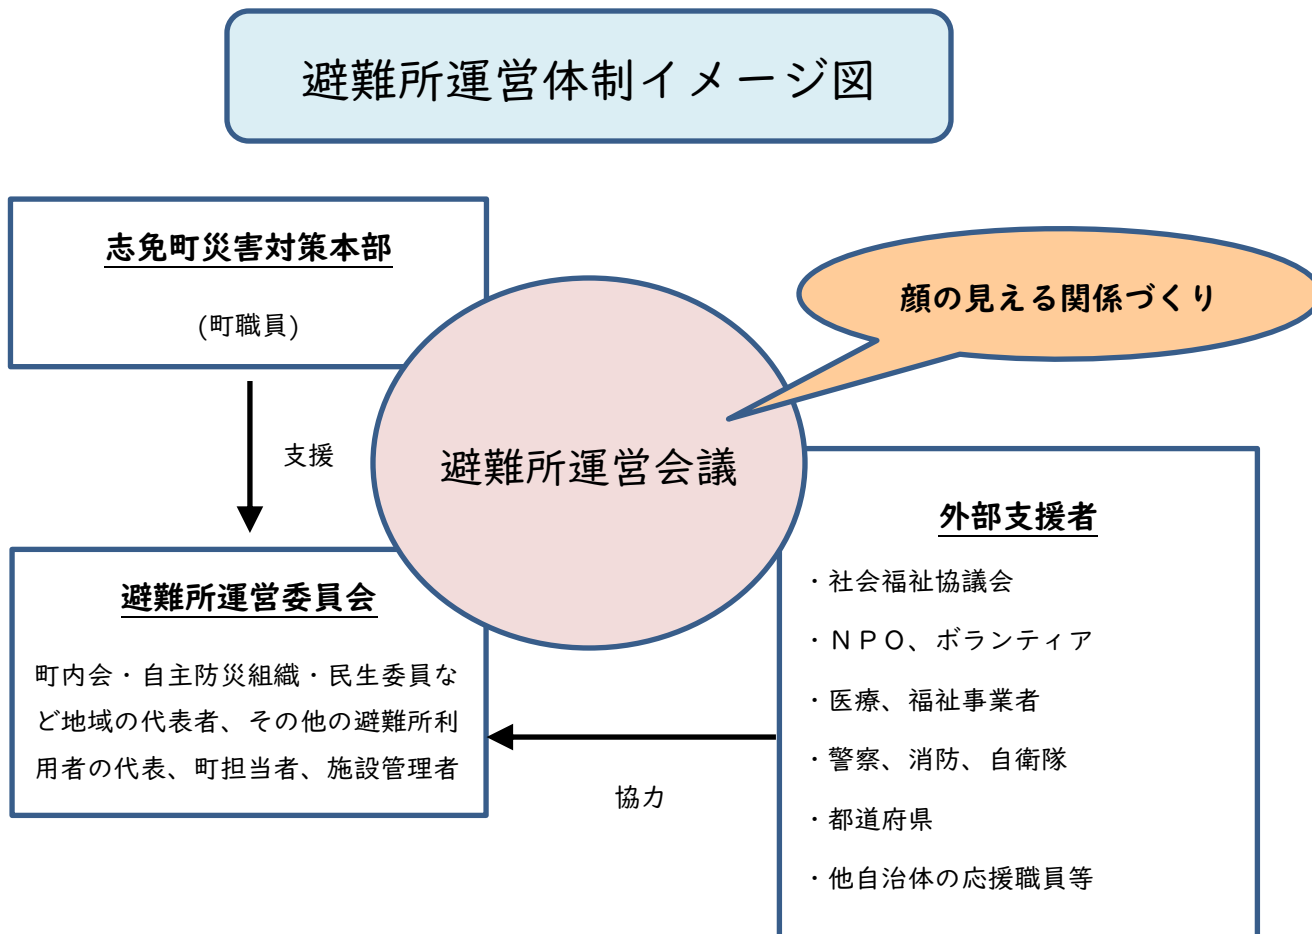 避難所運営体制イメージ図
志免町災害対策本部
(町職員)
顔の見える関係づくり
支援
避難所運営会議
避難所運営委員会
町内会・自主防災組織・民生委員な
ど地域の代表者、その他の避難所利
用者の代表、町担当者、施設管理者
協力
外部支援者
・社会福祉協議会
・ＮＰＯ、ボランティア
・医療、福祉事業者
・警察、消防、自衛隊
・都道府県
・他自治体の応援職員等